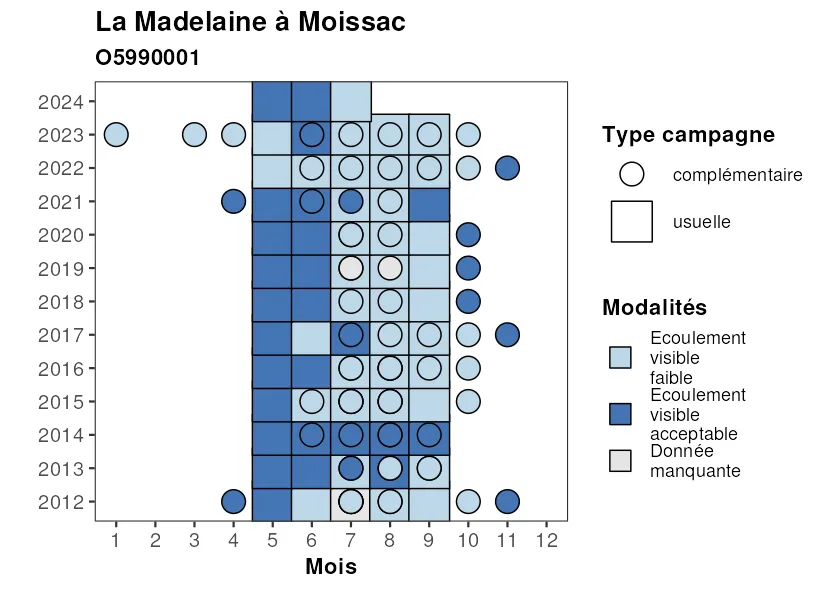 La Madelaine à Moissac
O5990001
2024
2023
2022
2021
2020
2019
2018
2017
2016
2015
2014
2013
2012
1 2 3 4 5 6 7 8 9 10 11 12
Mois
Type campagne
complémentaire
usuelle
Modalités
Ecoulement
visible
faible
Ecoulement
visible
acceptable
Donnée
manquante